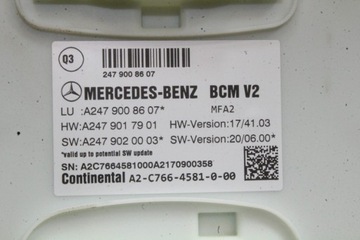 Q3
247 900 86 07
MERCEDES-BENZ BCM V2
LU :A247 900 86 07* MFA2
HW:A247 901 79 01 HW-Version:17/41.03
SW:A247 902 00 03* SW-Version:20/06.00*
*valid up to potential SW update
SN: A2C7664581000A2170900358
Continental A2-C766-4581-0-00